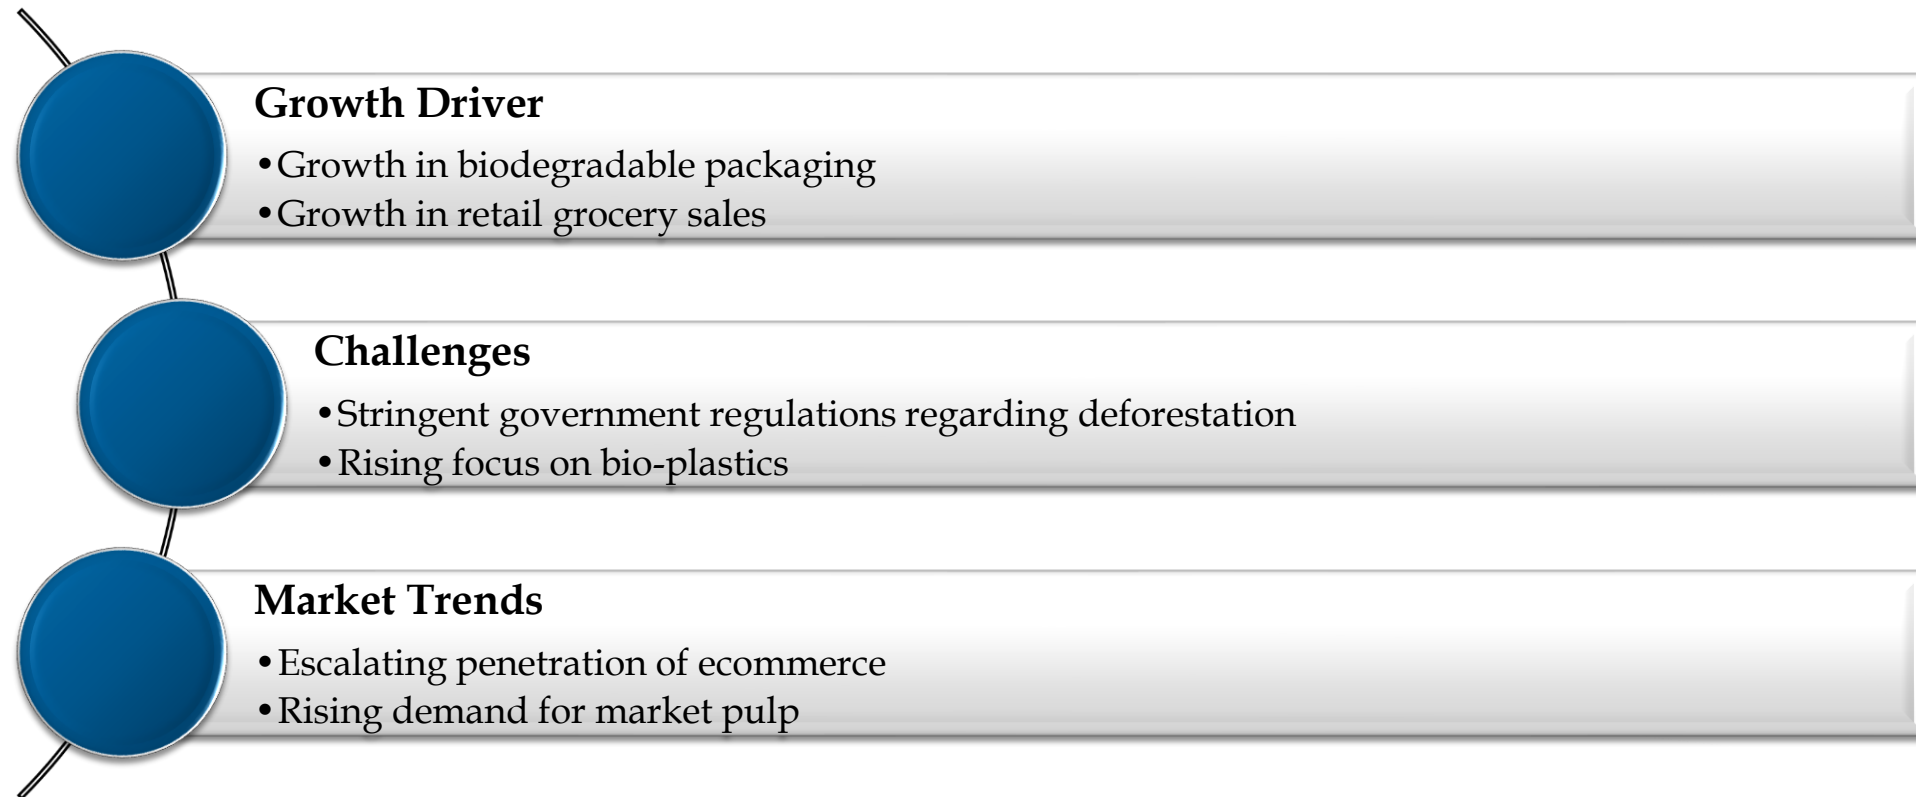 Growth Driver
•Growth in biodegradable packaging
•Growth in retail grocery sales
Challenges
•Stringent government regulations regarding deforestation
•Rising focus on bio-plastics
Market Trends
•Escalating penetration of ecommerce
•Rising demand for market pulp